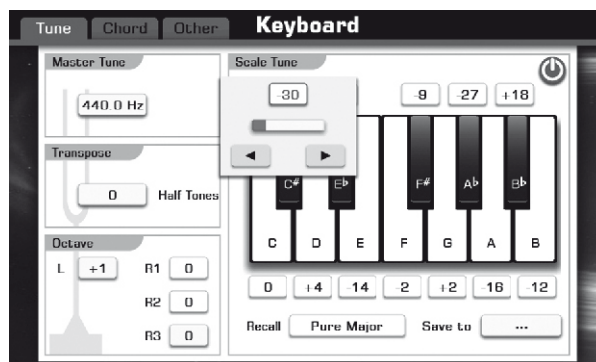 Tune Chord Other Keyboard
Master Tune
440.0 Hz
Transpose
0 Half Tones
Octave
L +1 R1 0
R2 0
R3 0
Scale Tune
-30 -9 -27 +18
C# E♭ F# A♭ B♭
C D E F G A B
0 +4 -14 -2 +2 -16 -12
Recall Pure Major Save to ...